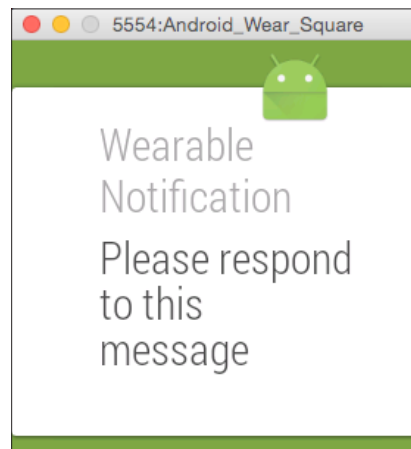 5554:Android_Wear_Square
Wearable
Notification
Please respond
to this
message